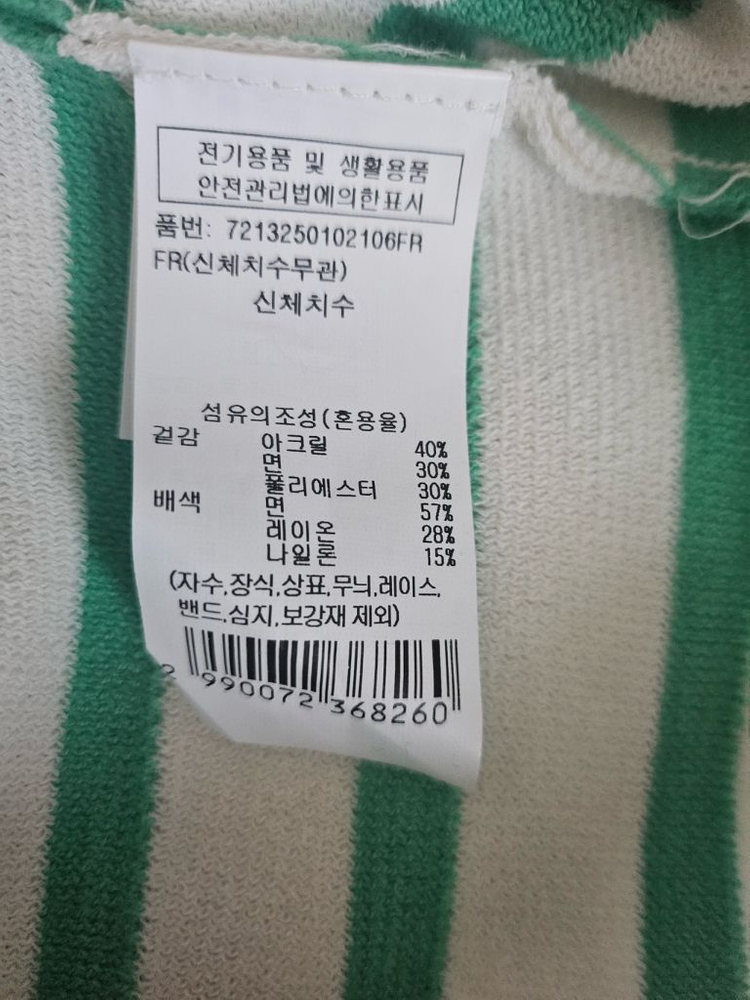 전기용품 및 생활용품
안전관리법에의한표시
품번: 7213250102106FR
FR(신체치수무관)
신체치수
섬유의조성(혼용율)
겉감 아크릴 40%
면 30%
폴리에스터 30%
배색 면 57%
레이온 28%
나일론 15%
(자수,장식,상표,무늬,레이스,
밴드,심지,보강재 제외)
2 990072 368260